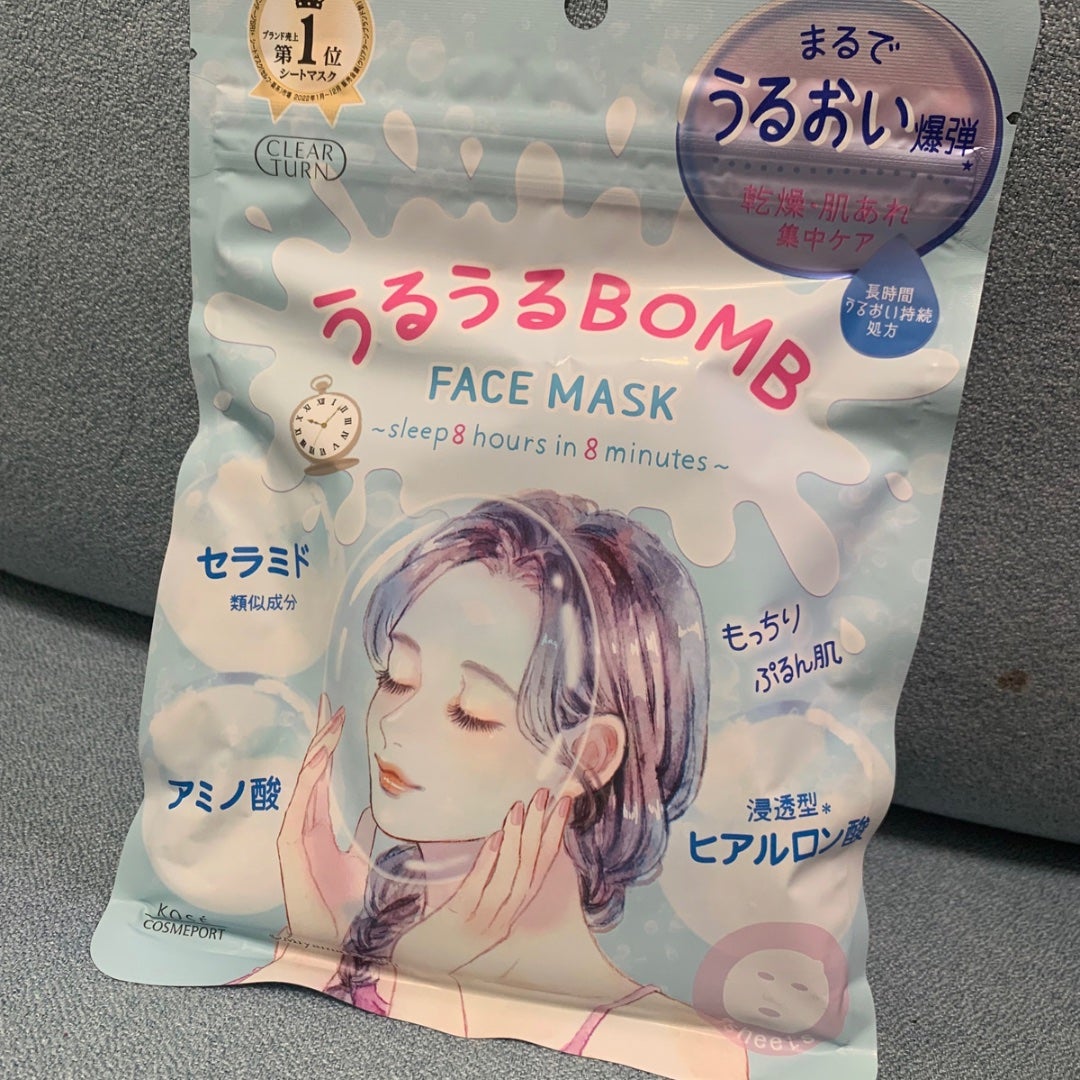 ブランド売上
第1位
シートマスク
CLEAR
TURN
まるで
うるおい爆弾*
乾燥・肌あれ
集中ケア
長時間
うるおい持続
処方
うるうるBOMB
FACE MASK
~sleep 8 hours in 8 minutes~
セラミド
類似成分
もっちり
ぷるん肌
アミノ酸
浸透型*
ヒアルロン酸
KOSÉ
COSMEPORT
sheets